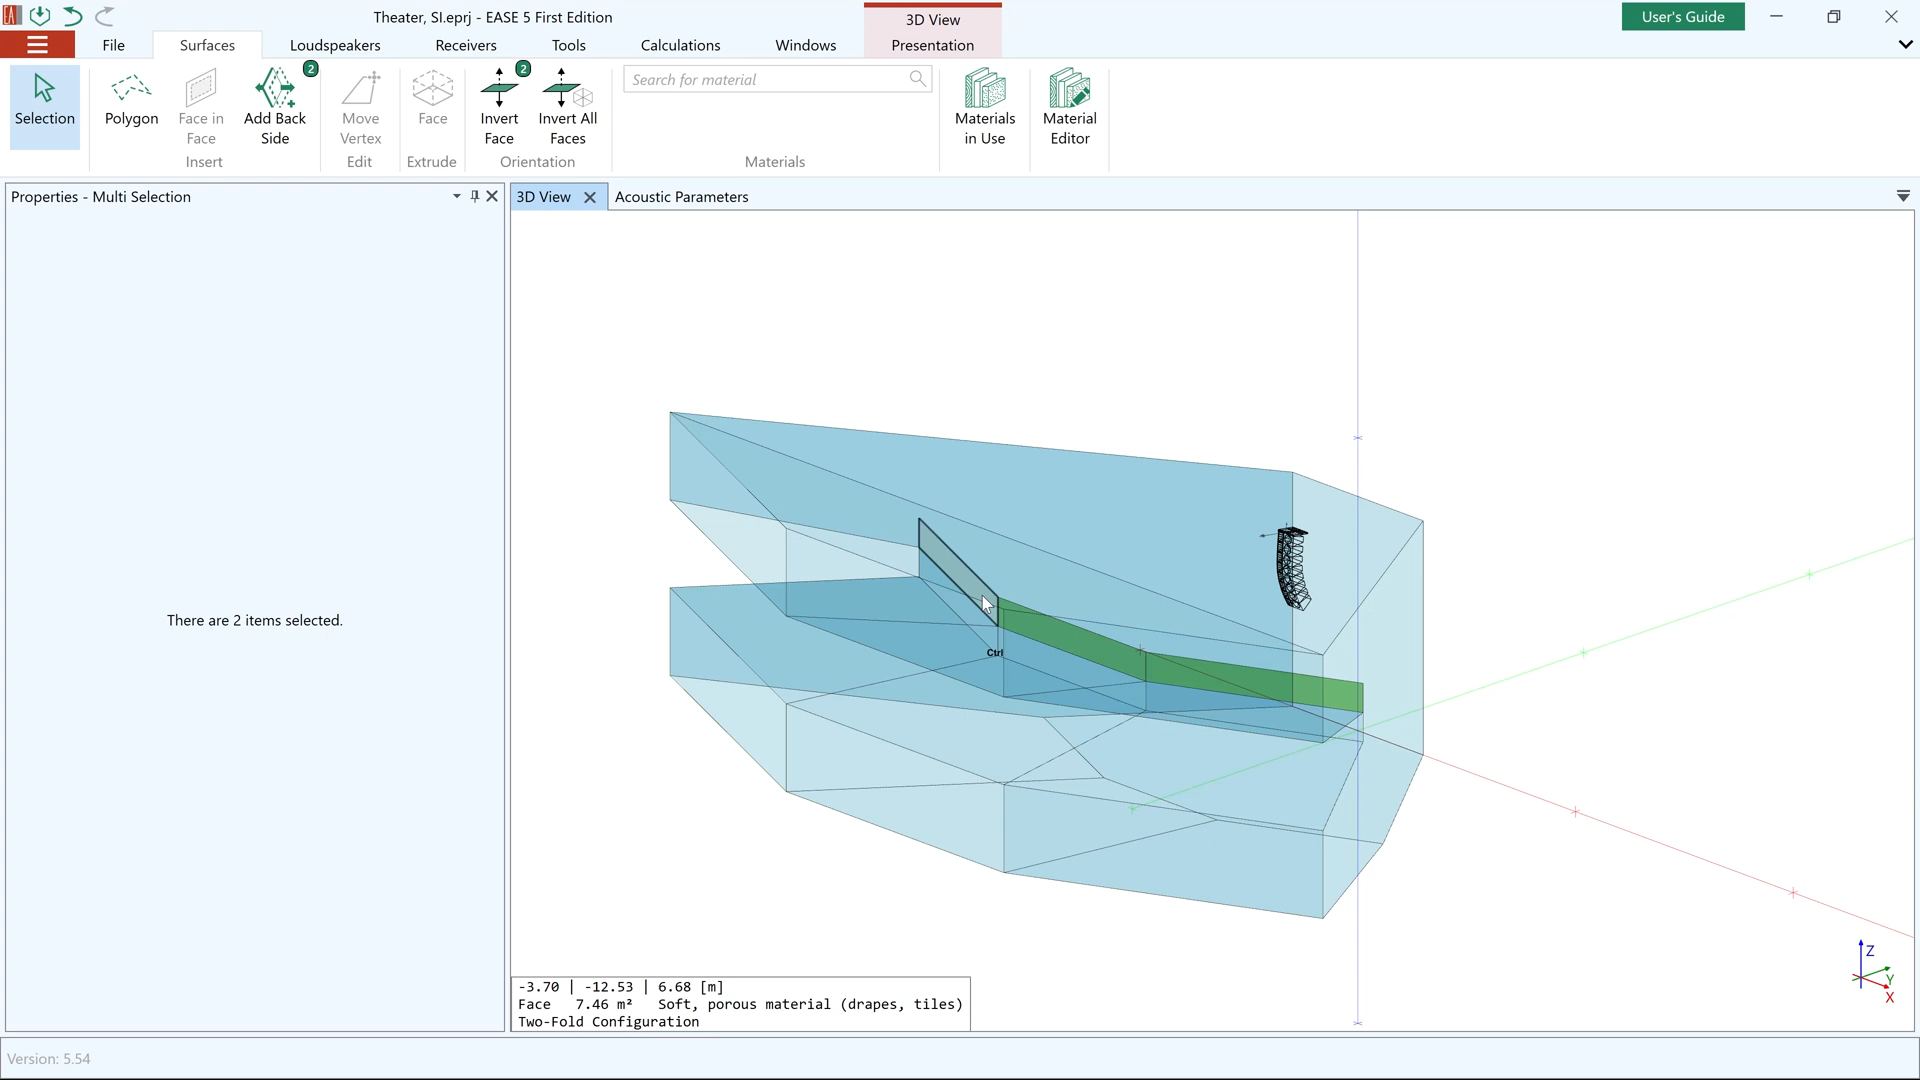 Theater, SI.eprj - EASE 5 First Edition
3D View
User's Guide
File
Surfaces
Loudspeakers
Receivers
Tools
Calculations
Windows
Presentation
Selection
Polygon
Face in
Face
Add Back
Side
2
Insert
Move
Vertex
Edit
Face
Extrude
Invert
Face
2
Invert All
Faces
Orientation
Search for material
Materials
Materials
in Use
Material
Editor
Properties - Multi Selection
3D View
Acoustic Parameters
There are 2 items selected.
Ctrl
-3.70 | -12.53 | 6.68 [m]
Face 7.46 m² Soft, porous material (drapes, tiles)
Two-Fold Configuration
Z
Y
X
Version: 5.54